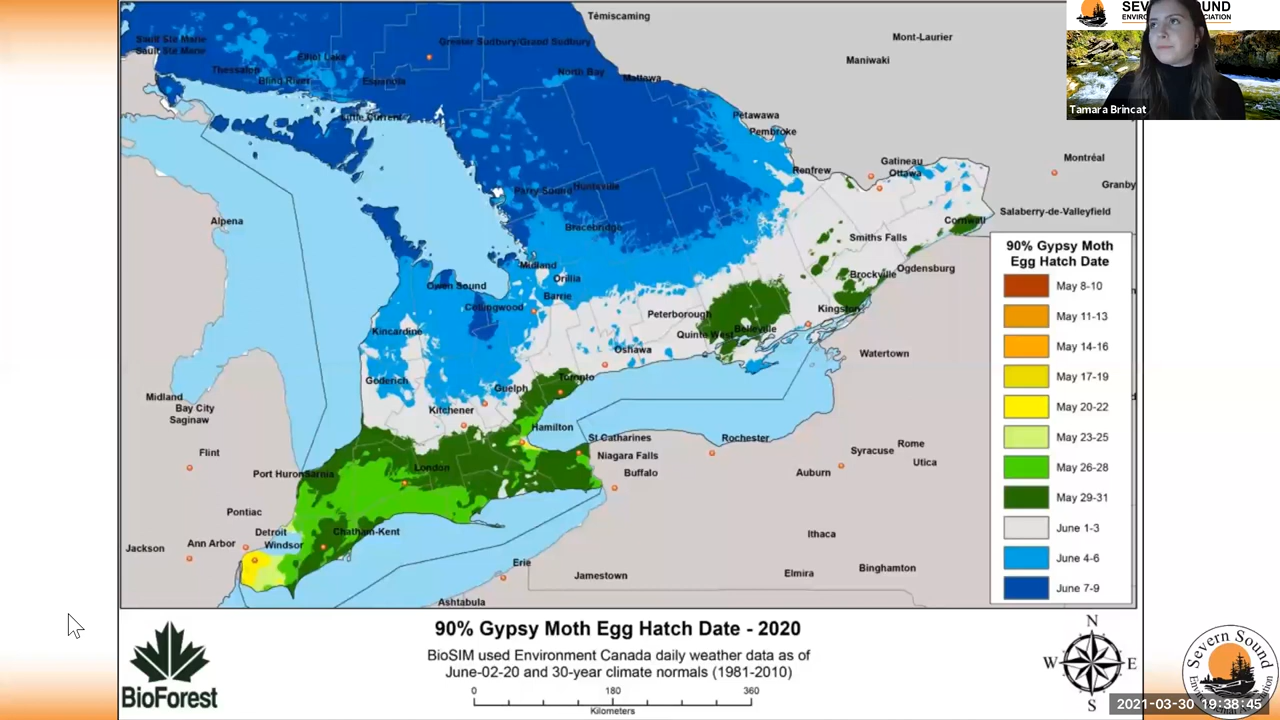 SEVERN SOUND
Tamara Brincat
Témiscaming
Mont-Laurier
Maniwaki
Sault Ste Marie
Sault Ste Marie
Elliot Lake
Greater Sudbury/Grand Sudbury
Thessalon
Blind River
Espanola
North Bay
Mattawa
Little Current
Petawawa
Pembroke
Renfrew
Gatineau
Ottawa
Montréal
Granby
Parry Sound
Huntsville
Salaberry-de-Valleyfield
Cornwall
Alpena
Bracebridge
Smiths Falls
Midland
Orillia
Brockville
Ogdensburg
Owen Sound
Barrie
Collingwood
Peterborough
Kingston
Kincardine
Quinte West
Belleville
Oshawa
Watertown
Goderich
Guelph
Toronto
Midland
Bay City
Saginaw
Kitchener
Hamilton
St Catharines
Rochester
Niagara Falls
Syracuse
Rome
Utica
Flint
Port Huron
Sarnia
London
Buffalo
Auburn
Pontiac
Detroit
Windsor
Chatham-Kent
Ann Arbor
Jackson
Ithaca
Erie
Jamestown
Elmira
Binghamton
Ashtabula
90% Gypsy Moth
Egg Hatch Date
May 8-10
May 11-13
May 14-16
May 17-19
May 20-22
May 23-25
May 26-28
May 29-31
June 1-3
June 4-6
June 7-9
BioForest
90% Gypsy Moth Egg Hatch Date - 2020
BioSIM used Environment Canada daily weather data as of
June-02-20 and 30-year climate normals (1981-2010)
0 180 360
Kilometers
N
W E
S
Severn Sound
2021-03-30 19:38:45